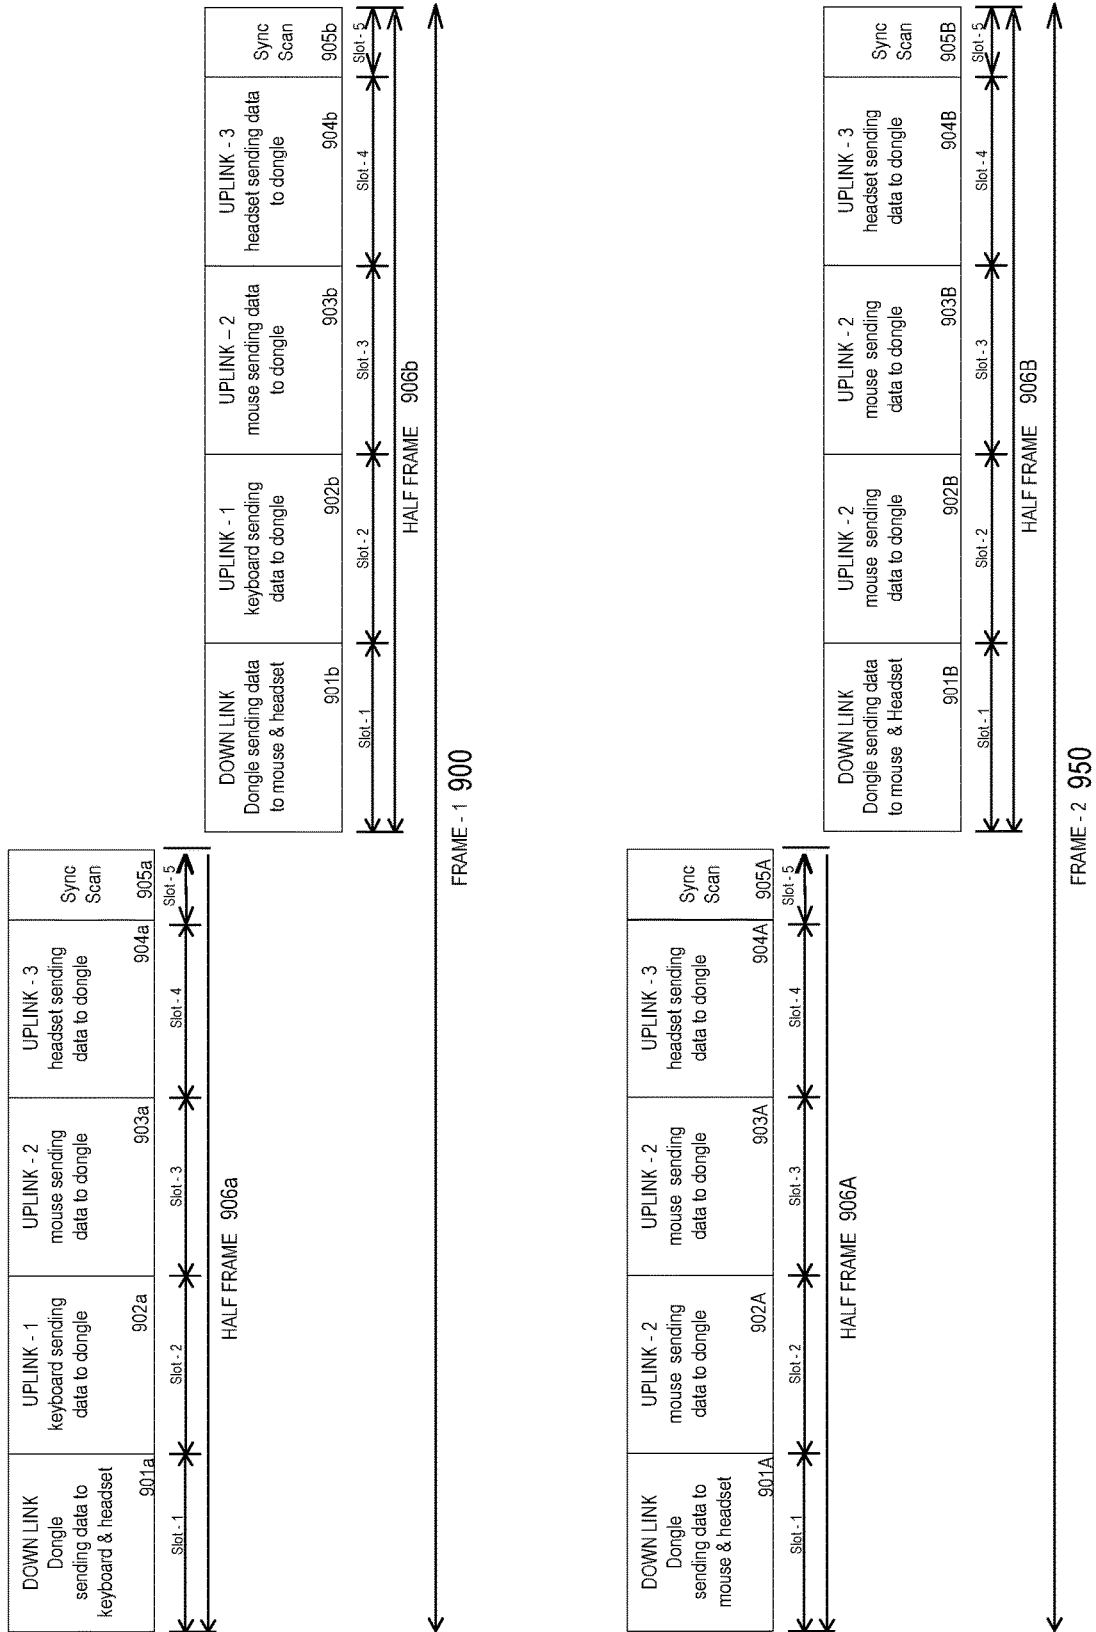 DOWN LINK
Dongle
sending data to
keyboard & headset
901a
UPLINK - 1
keyboard sending
data to dongle
902a
UPLINK - 2
mouse sending
data to dongle
903a
UPLINK - 3
headset sending
data to dongle
904a
Sync
Scan
905a
Slot - 1
Slot - 2
Slot - 3
Slot - 4
Slot - 5
HALF FRAME 906a
DOWN LINK
Dongle sending data
to mouse & headset
901b
UPLINK - 1
keyboard sending
data to dongle
902b
UPLINK – 2
mouse sending data
to dongle
903b
UPLINK - 3
headset sending data
to dongle
904b
Sync
Scan
905b
Slot - 1
Slot - 2
Slot - 3
Slot - 4
Slot - 5
HALF FRAME 906b
FRAME - 1 900
DOWN LINK
Dongle
sending data to
mouse & headset
901A
UPLINK - 2
mouse sending
data to dongle
902A
UPLINK - 2
mouse sending
data to dongle
903A
UPLINK - 3
headset sending
data to dongle
904A
Sync
Scan
905A
Slot - 1
Slot - 2
Slot - 3
Slot - 4
Slot - 5
HALF FRAME 906A
DOWN LINK
Dongle sending data
to mouse & Headset
901B
UPLINK - 2
mouse sending
data to dongle
902B
UPLINK - 2
mouse sending
data to dongle
903B
UPLINK - 3
headset sending
data to dongle
904B
Sync
Scan
905B
Slot - 1
Slot - 2
Slot - 3
Slot - 4
Slot - 5
HALF FRAME 906B
FRAME - 2 950